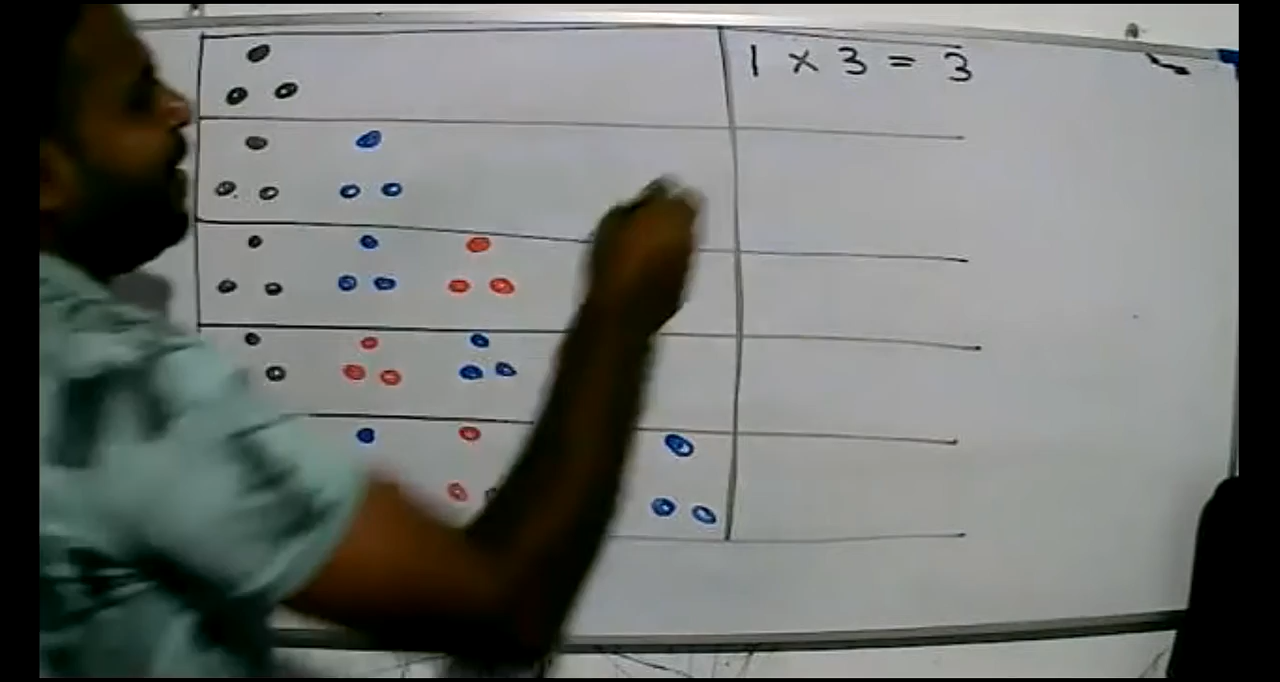 1 × 3 = 3